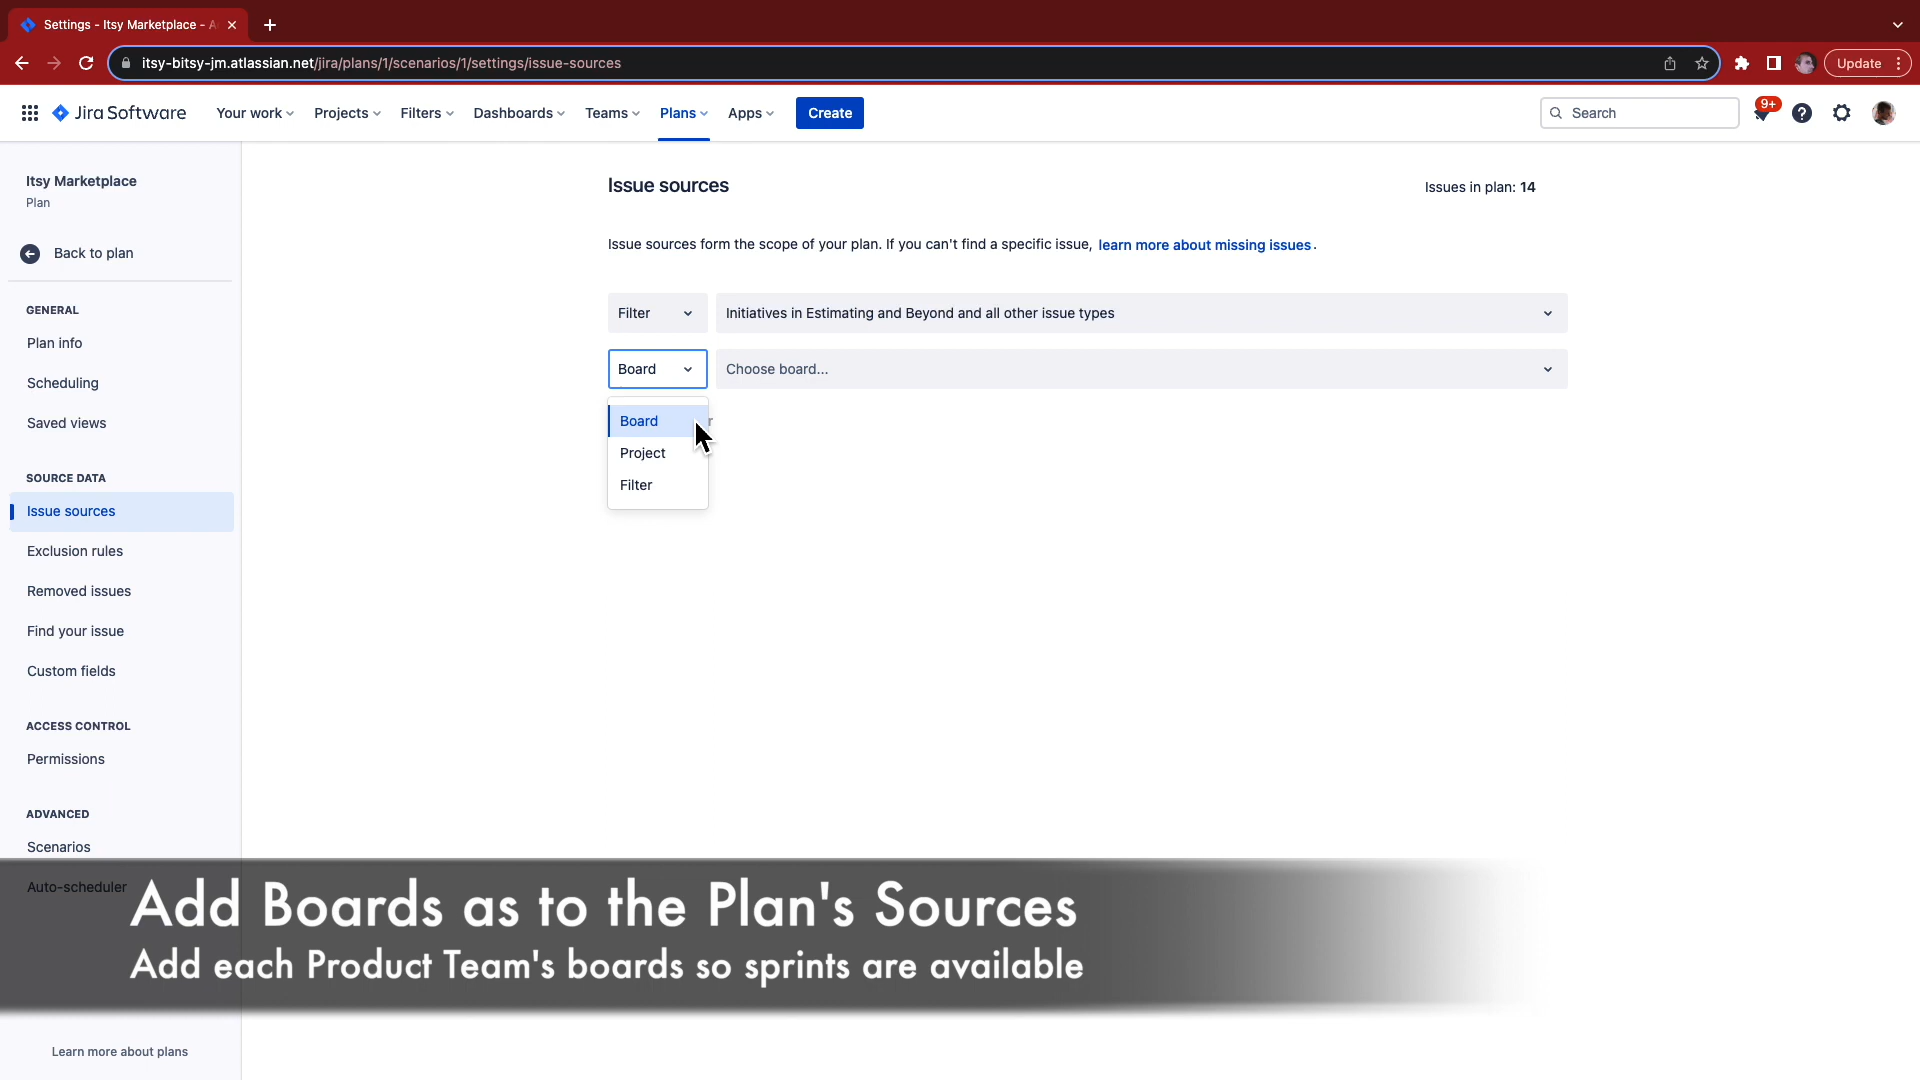 Settings - Itsy Marketplace - A
itsy-bitsy-jm.atlassian.net/jira/plans/1/scenarios/1/settings/issue-sources
Update
Jira Software
Your work
Projects
Filters
Dashboards
Teams
Plans
Apps
Create
Search
9+
Itsy Marketplace
Plan
Back to plan
GENERAL
Plan info
Scheduling
Saved views
SOURCE DATA
Issue sources
Exclusion rules
Removed issues
Find your issue
Custom fields
ACCESS CONTROL
Permissions
ADVANCED
Scenarios
Auto-scheduler
Learn more about plans
Issue sources
Issues in plan: 14
Issue sources form the scope of your plan. If you can't find a specific issue, learn more about missing issues.
Filter
Initiatives in Estimating and Beyond and all other issue types
Board
Choose board...
Board
Project
Filter
Add Boards as to the Plan's Sources
Add each Product Team's boards so sprints are available